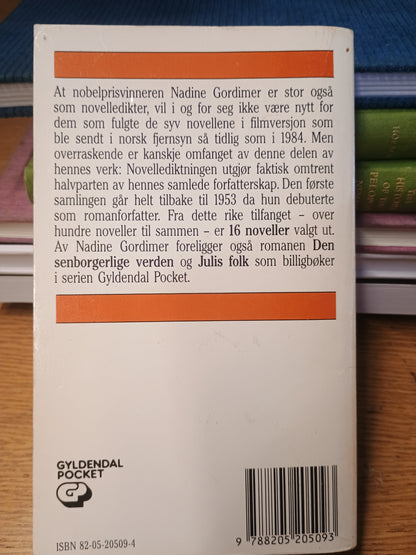 At nobelprisvinneren Nadine Gordimer er stor også
som novelledikter, vil i og for seg ikke være nytt for
dem som fulgte de syv novellene i filmversjon som
ble sendt i norsk fjernsyn så tidlig som i 1984. Men
overraskende er kanskje omfanget av denne delen av
hennes verk: Novellediktningen utgjør faktisk omtrent
halvparten av hennes samlede forfatterskap. Den første
samlingen går helt tilbake til 1953 da hun debuterte
som romanforfatter. Fra dette rike tilfanget – over
hundre noveller til sammen – er 16 noveller valgt ut.
Av Nadine Gordimer foreligger også romanene Den
senborgerlige verden og Julis folk som billigbøker
i serien Gyldendal Pocket.
GYLDENDAL
POCKET
ISBN 82-05-20509-4
9 788205 205093
HISTOR
OF THE